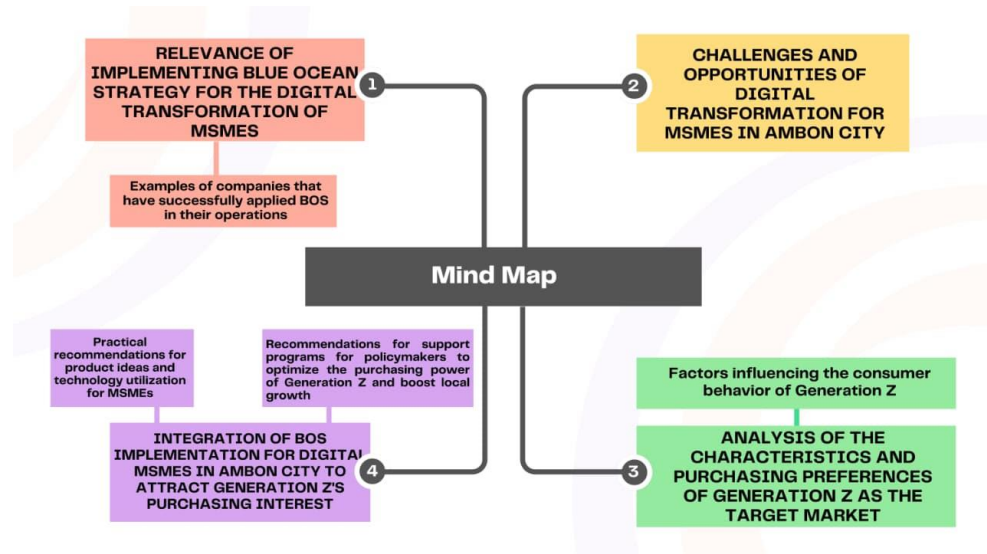 RELEVANCE OF
IMPLEMENTING BLUE OCEAN
STRATEGY FOR THE DIGITAL
TRANSFORMATION OF
MSMES
1
Examples of companies that
have successfully applied BOS
in their operations
2
CHALLENGES AND
OPPORTUNITIES OF
DIGITAL
TRANSFORMATION FOR
MSMES IN AMBON CITY
Mind Map
Factors influencing the consumer
behavior of Generation Z
3
ANALYSIS OF THE
CHARACTERISTICS AND
PURCHASING PREFERENCES
OF GENERATION Z AS THE
TARGET MARKET
Practical
recommendations for
product ideas and
technology utilization
for MSMEs
Recommendations for support
programs for policymakers to
optimize the purchasing power
of Generation Z and boost local
growth
INTEGRATION OF BOS
IMPLEMENTATION FOR DIGITAL
MSMES IN AMBON CITY TO
ATTRACT GENERATION Z'S
PURCHASING INTEREST
4